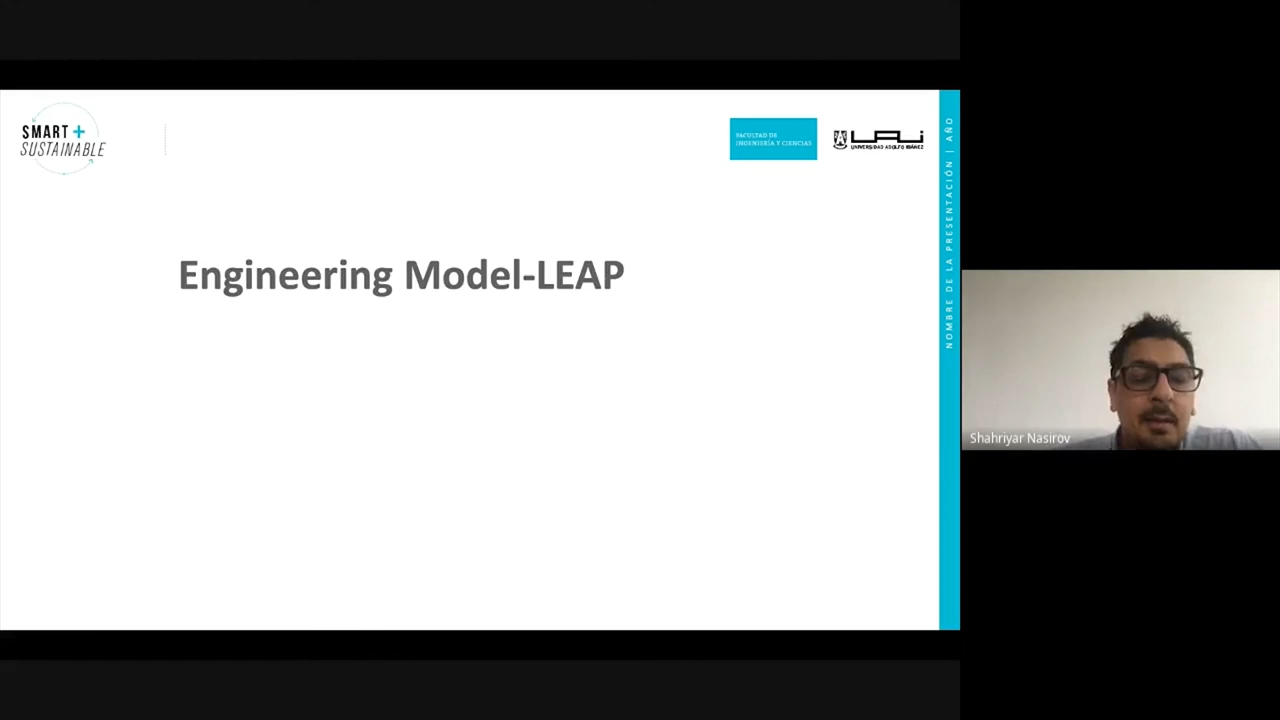 SMART +
SUSTAINABLE
FACULTAD DE
INGENIERÍA Y CIENCIAS
UAI
UNIVERSIDAD ADOLFO IBÁÑEZ
NOMBRE DE LA PRESENTACIÓN | AÑO
Engineering Model-LEAP
Shahriyar Nasirov